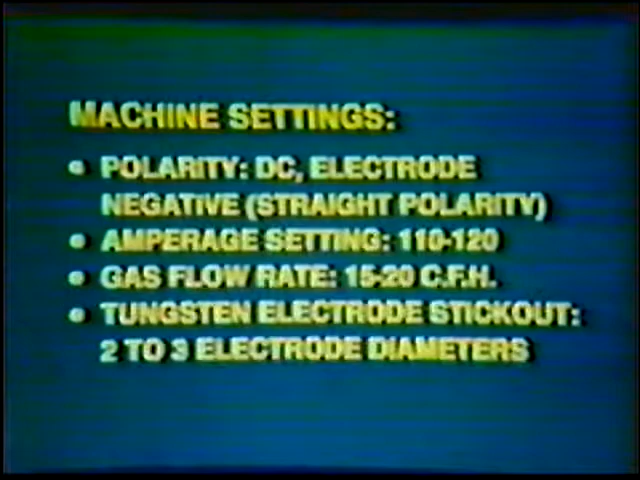 MACHINE SETTINGS:
• POLARITY: DC, ELECTRODE
NEGATIVE (STRAIGHT POLARITY)
• AMPERAGE SETTING: 110-120
• GAS FLOW RATE: 15-20 C.F.H.
• TUNGSTEN ELECTRODE STICKOUT:
2 TO 3 ELECTRODE DIAMETERS